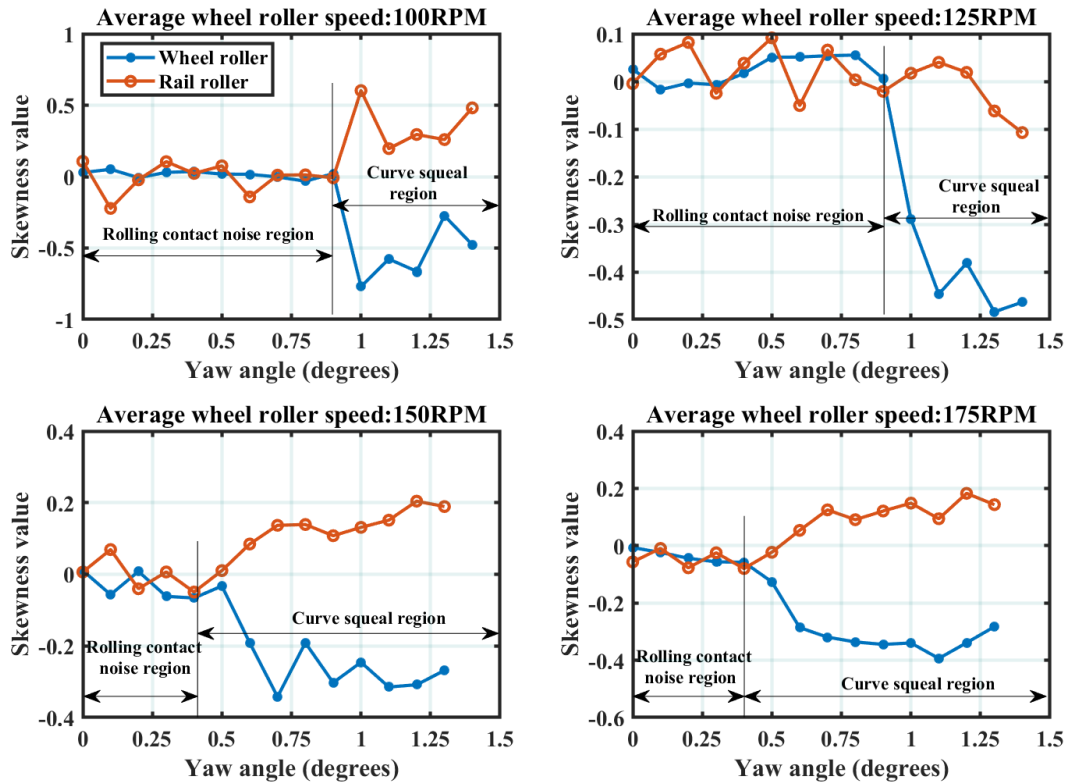 Average wheel roller speed:100RPM
Skewness value
1
0.5
0
-0.5
-1
Wheel roller
Rail roller
Curve squeal
region
Rolling contact noise region
0
0.25
0.5
0.75
1
1.25
1.5
Yaw angle (degrees)
Average wheel roller speed:125RPM
Skewness value
0.1
0
-0.1
-0.2
-0.3
-0.4
-0.5
Curve squeal
region
Rolling contact noise region
0
0.25
0.5
0.75
1
1.25
1.5
Yaw angle (degrees)
Average wheel roller speed:150RPM
Skewness value
0.4
0.2
0
-0.2
-0.4
Curve squeal region
Rolling contact
noise region
0
0.25
0.5
0.75
1
1.25
1.5
Yaw angle (degrees)
Average wheel roller speed:175RPM
Skewness value
0.4
0.2
0
-0.2
-0.4
-0.6
Rolling contact
noise region
Curve squeal region
0
0.25
0.5
0.75
1
1.25
1.5
Yaw angle (degrees)